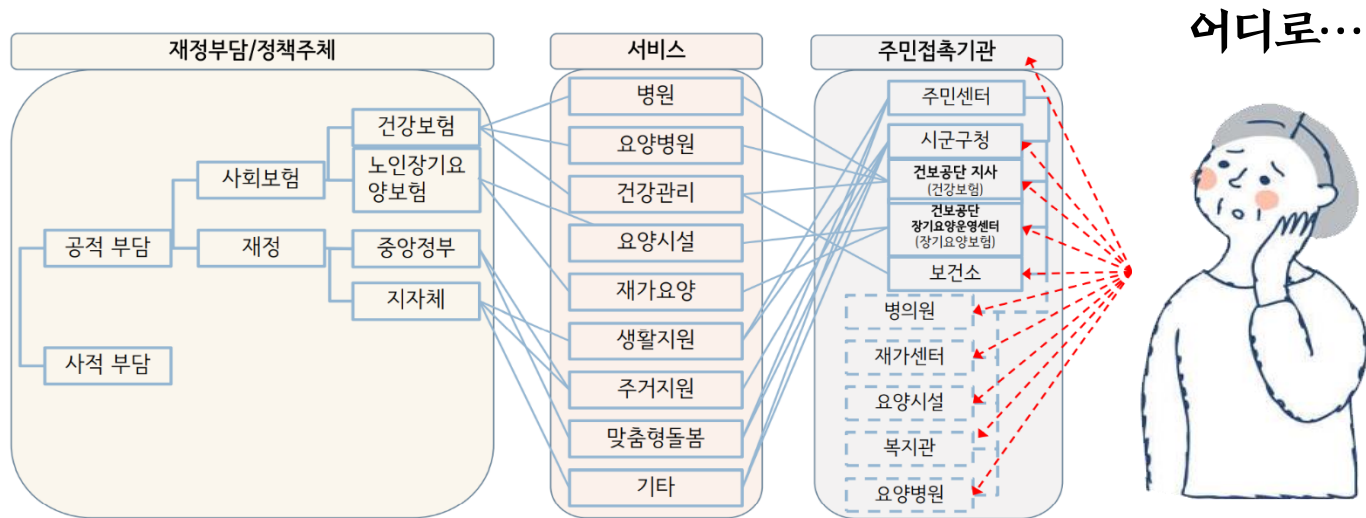 어디로…
재정부담/정책주체
서비스
주민접촉기관
공적 부담
사적 부담
사회보험
재정
건강보험
노인장기요
양보험
중앙정부
지자체
병원
요양병원
건강관리
요양시설
재가요양
생활지원
주거지원
맞춤형돌봄
기타
주민센터
시군구청
건보공단 지사
(건강보험)
건보공단
장기요양운영센터
(장기요양보험)
보건소
병의원
재가센터
요양시설
복지관
요양병원